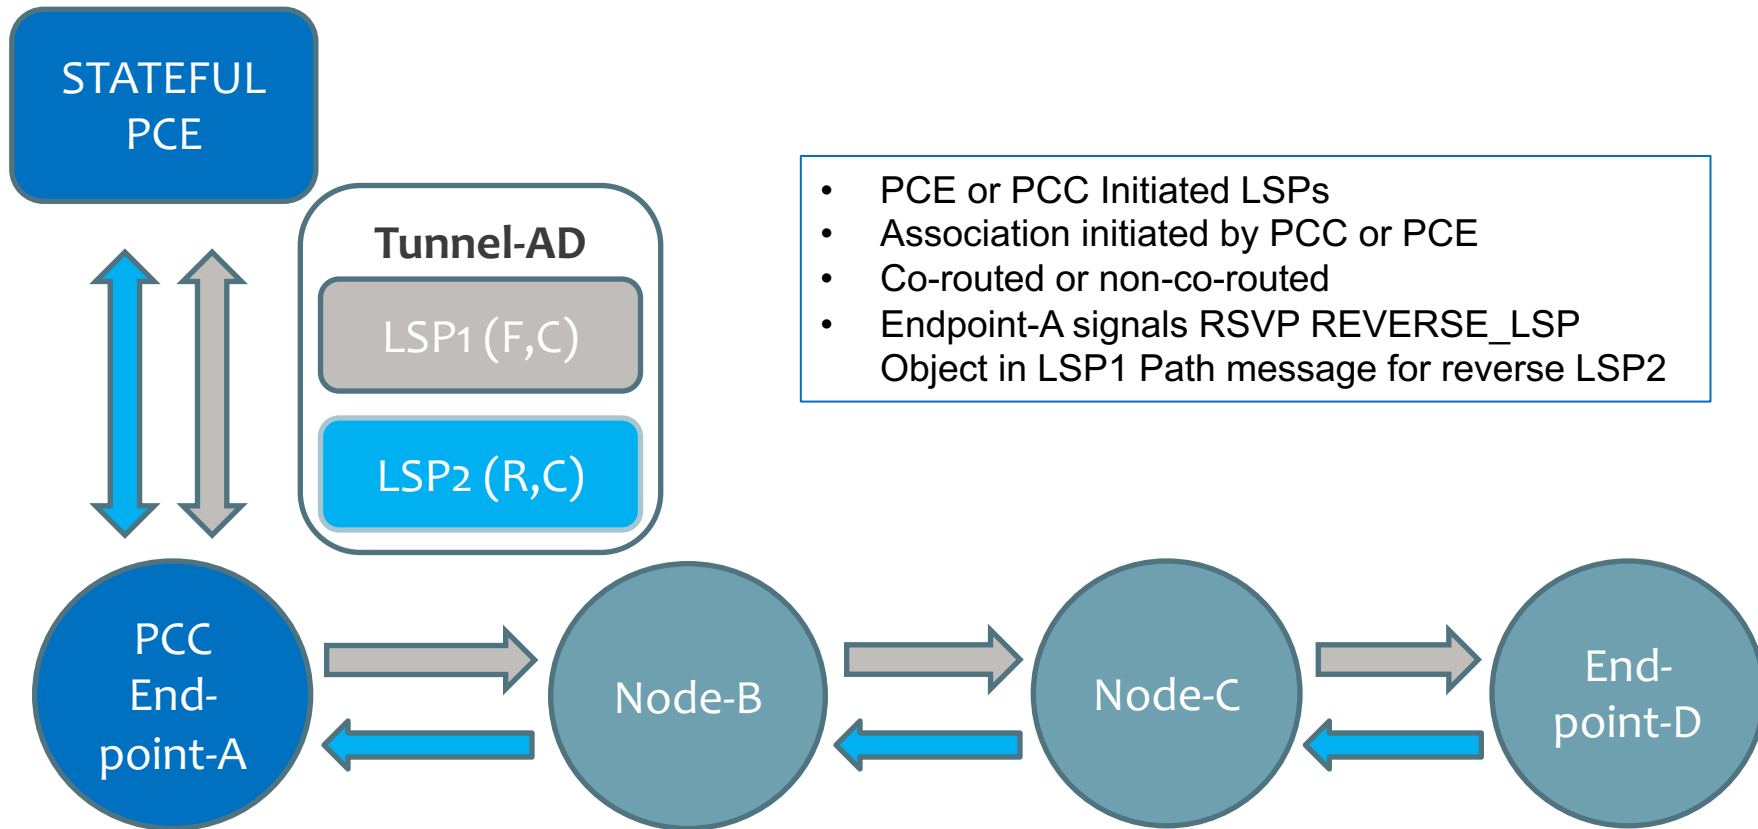 STATEFUL
PCE
Tunnel-AD
LSP1 (F,C)
LSP2 (R,C)
• PCE or PCC Initiated LSPs
• Association initiated by PCC or PCE
• Co-routed or non-co-routed
• Endpoint-A signals RSVP REVERSE_LSP
Object in LSP1 Path message for reverse LSP2
PCC
End-
point-A
Node-B
Node-C
End-
point-D